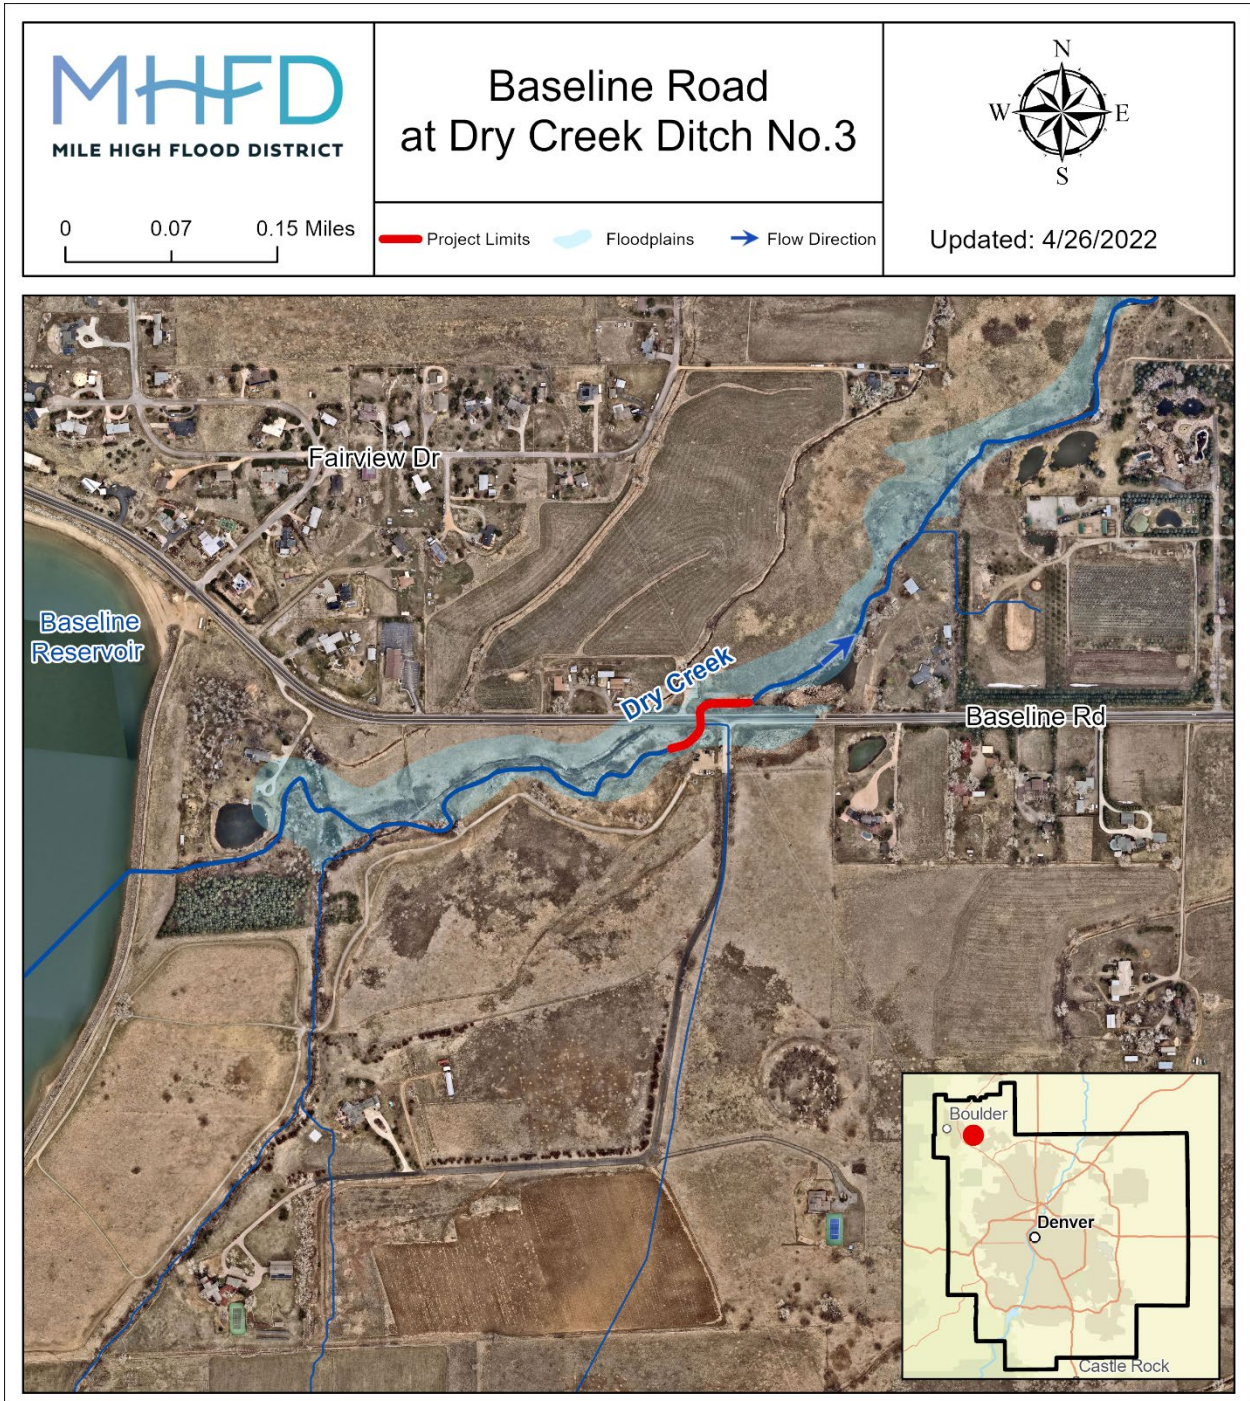 MHFD
MILE HIGH FLOOD DISTRICT
0 0.07 0.15 Miles
Baseline Road
at Dry Creek Ditch No.3
Project Limits
Floodplains
Flow Direction
N
W
E
S
Updated: 4/26/2022
Fairview Dr
Baseline
Reservoir
Dry Creek
Baseline Rd
Boulder
Denver
Castle Rock